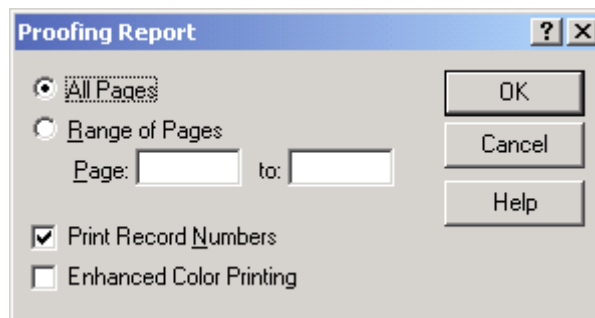 Proofing Report
All Pages
Range of Pages
Page: to:
Print Record Numbers
Enhanced Color Printing
OK
Cancel
Help